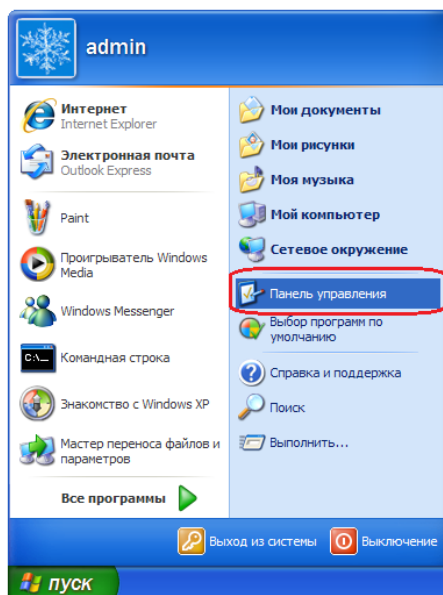 admin
Интернет
Internet Explorer
Электронная почта
Outlook Express
Paint
Проигрыватель Windows
Media
Windows Messenger
C:\_
Командная строка
Знакомство с Windows XP
Мастер переноса файлов и
параметров
Все программы
Мои документы
Мои рисунки
Моя музыка
Мой компьютер
Сетевое окружение
Панель управления
Выбор программ по
умолчанию
Справка и поддержка
Поиск
Выполнить...
Выход из системы
Выключение
пуск